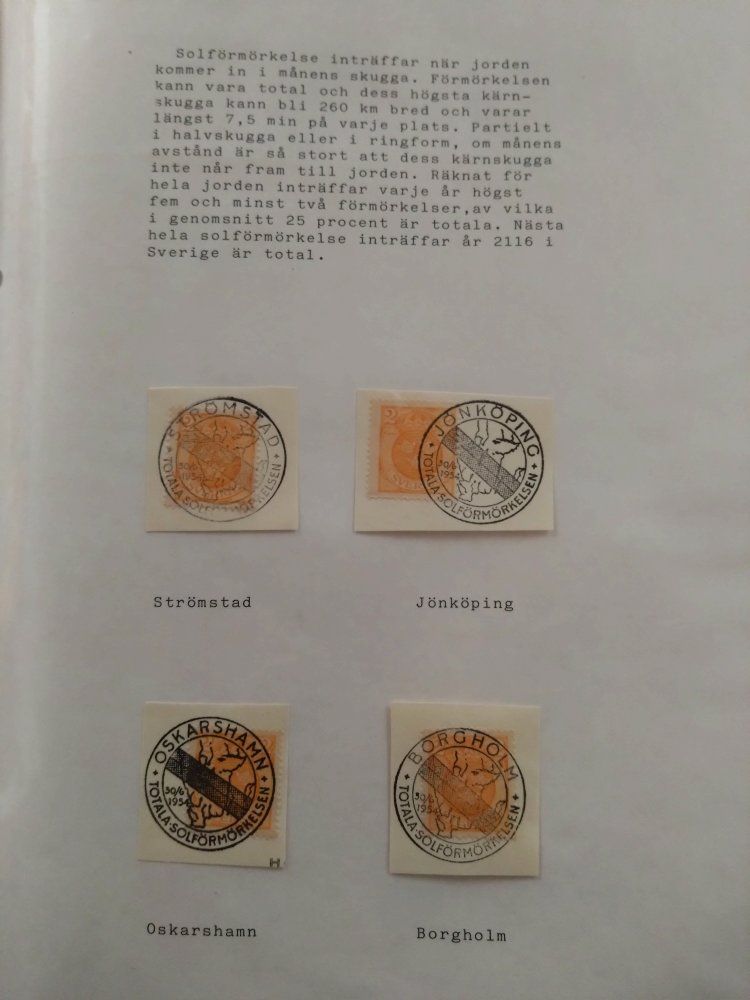 Solförmörkelse inträffar när jorden
kommer in i månens skugga. Förmörkelsen
kann vara total och dess högsta kärn-
skugga kann bli 260 km bred och varar
längst 7,5 min på varje plats. Partielt
i halvskugga eller i ringform, om månens
avstånd är så stort att dess kärnskugga
inte når fram till jorden. Räknat för
hela jorden inträffar varje år högst
fem och minst två förmörkelser,av vilka
i genomsnitt 25 procent är totala. Nästa
hela solförmörkelse inträffar år 2116 i
Sverige är total.
STRÖMSTAD
30/6
1954
TOTALA SOLFÖRMÖRKELSEN
2
JÖNKÖPING
30/6
1954
TOTALA·SOLFÖRMÖRKELSEN
Strömstad
Jönköping
OSKARSHAMN
30/6
1954
TOTALA·SOLFÖRMÖRKELSEN
H
BORGHOLM
30/6
1954
TOTALA·SOLFÖRMÖRKELSEN
Oskarshamn
Borgholm